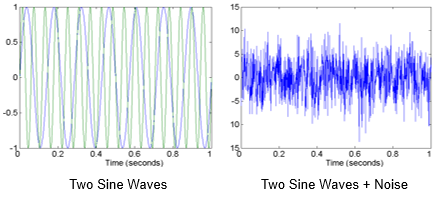 1
0.5
0
-0.5
-1
0 0.2 0.4 0.6 0.8 1
Time (seconds)
Two Sine Waves
15
10
5
0
-5
10
15
0 0.2 0.4 0.6 0.8 1
Time (seconds)
Two Sine Waves + Noise